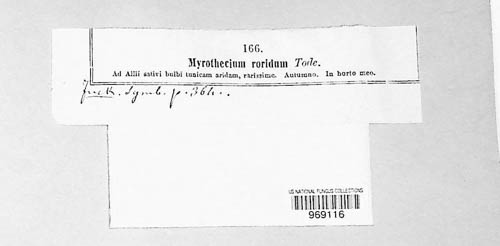 166.
Myrothecium roridum Tode.
Ad Allii sativi bulbi tunicam aridam, rarissime. Autumno. In horto meo.
Fuck. Symb. p. 364.
US NATIONAL FUNGUS COLLECTIONS
969116